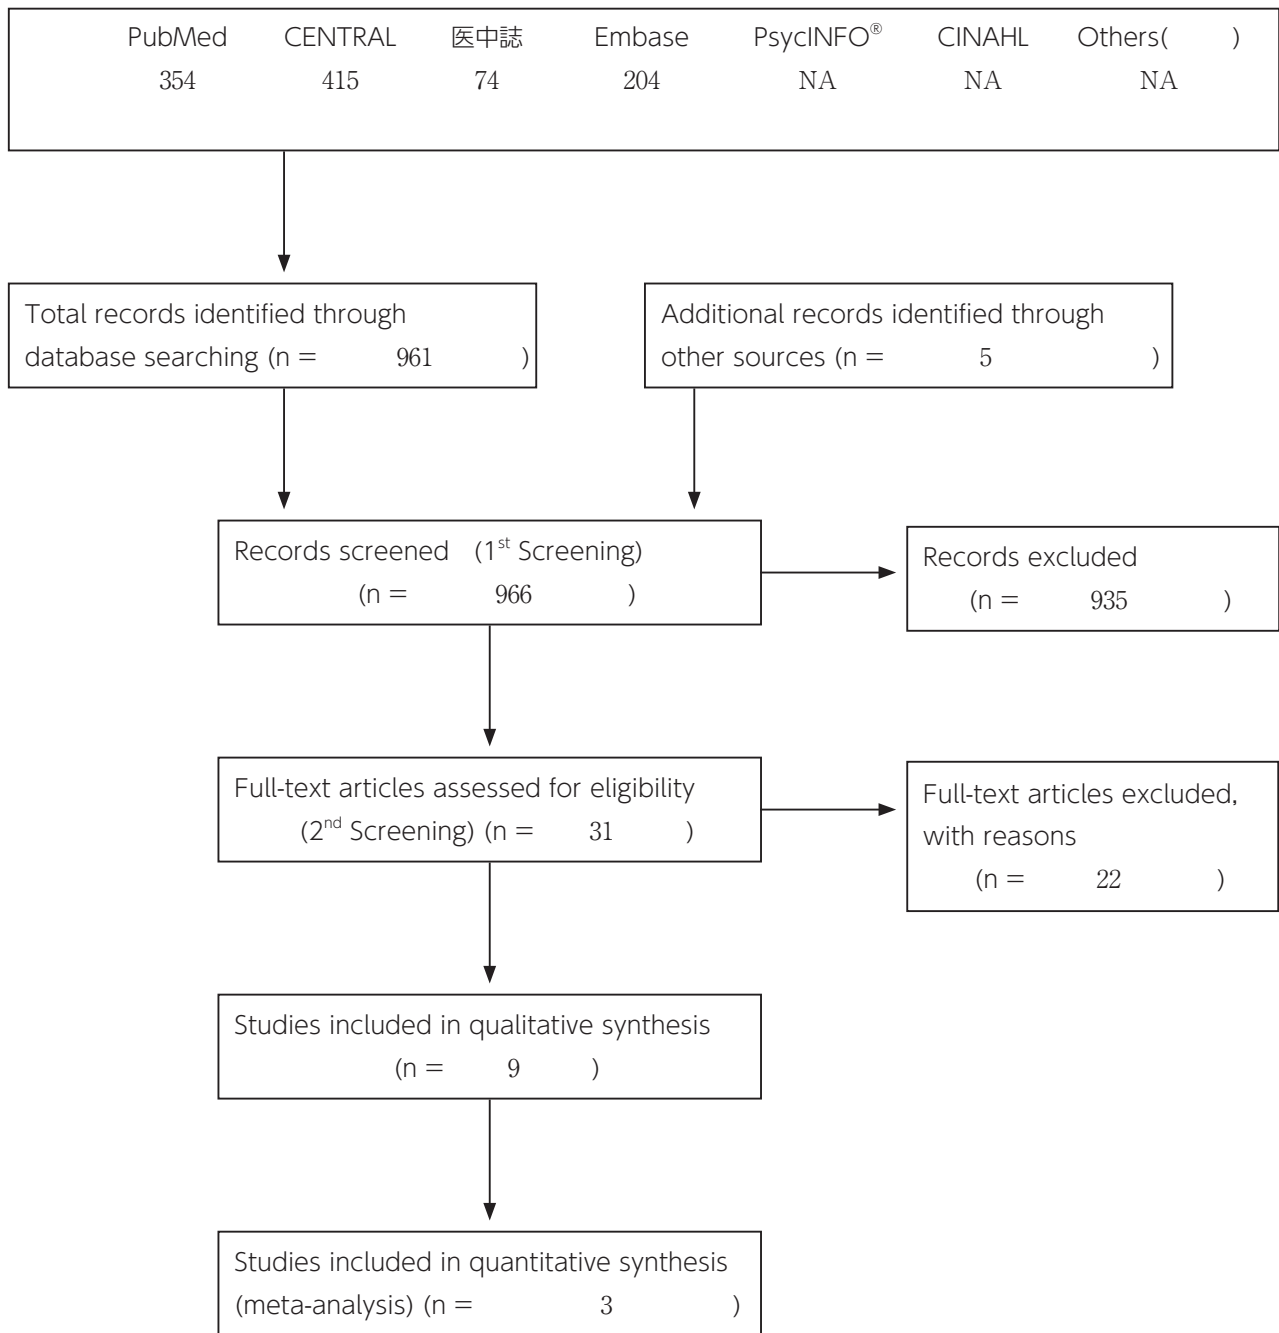 PubMed CENTRAL 医中誌 Embase PsycINFO® CINAHL Others( )
354 415 74 204 NA NA NA
Total records identified through
database searching (n = 961 )
Additional records identified through
other sources (n = 5 )
Records screened (1st Screening)
(n = 966 )
Records excluded
(n = 935 )
Full-text articles assessed for eligibility
(2nd Screening) (n = 31 )
Full-text articles excluded,
with reasons
(n = 22 )
Studies included in qualitative synthesis
(n = 9 )
Studies included in quantitative synthesis
(meta-analysis) (n = 3 )